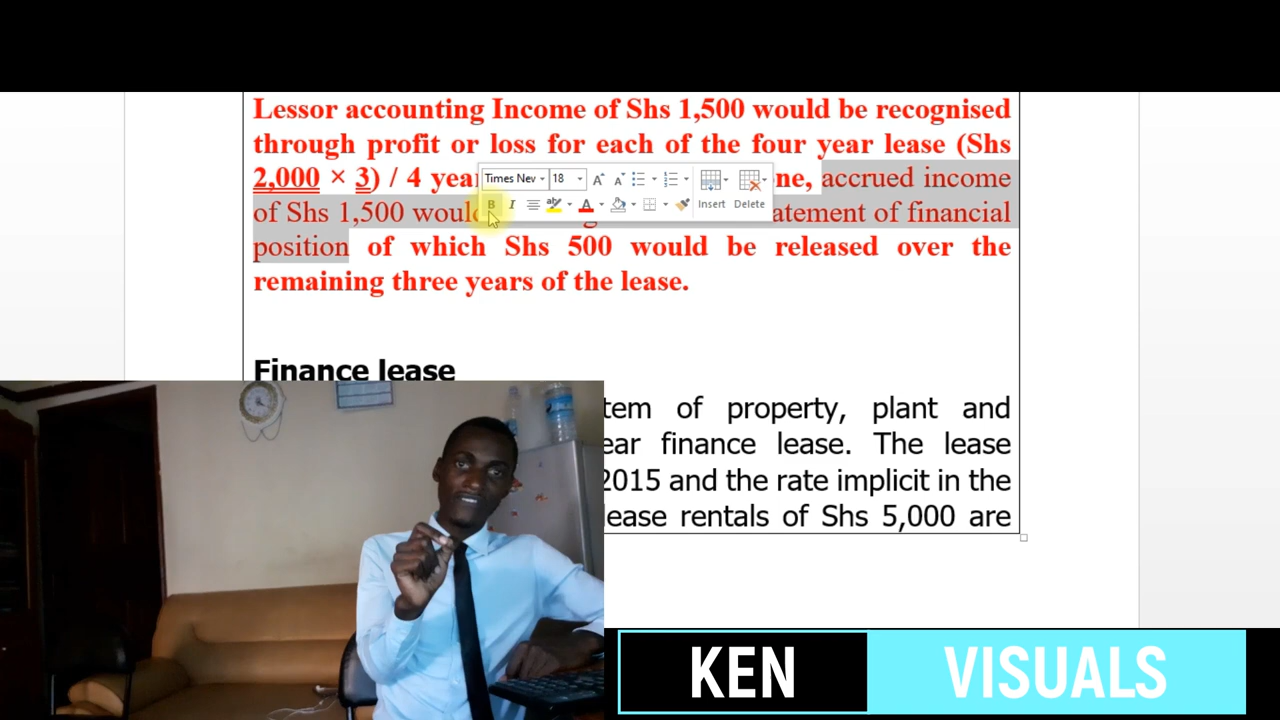 Lessor accounting Income of Shs 1,500 would be recognised
through profit or loss for each of the four year lease (Shs
2,000 × 3) / 4 ne, accrued income
of Shs 1,500 atement of financial
position of which Shs 500 would be released over the
remaining three years of the lease.
Times Nev 18
B I A Insert Delete
Finance lease
tem of property, plant and
ear finance lease. The lease
2015 and the rate implicit in the
lease rentals of Shs 5,000 are
KEN VISUALS